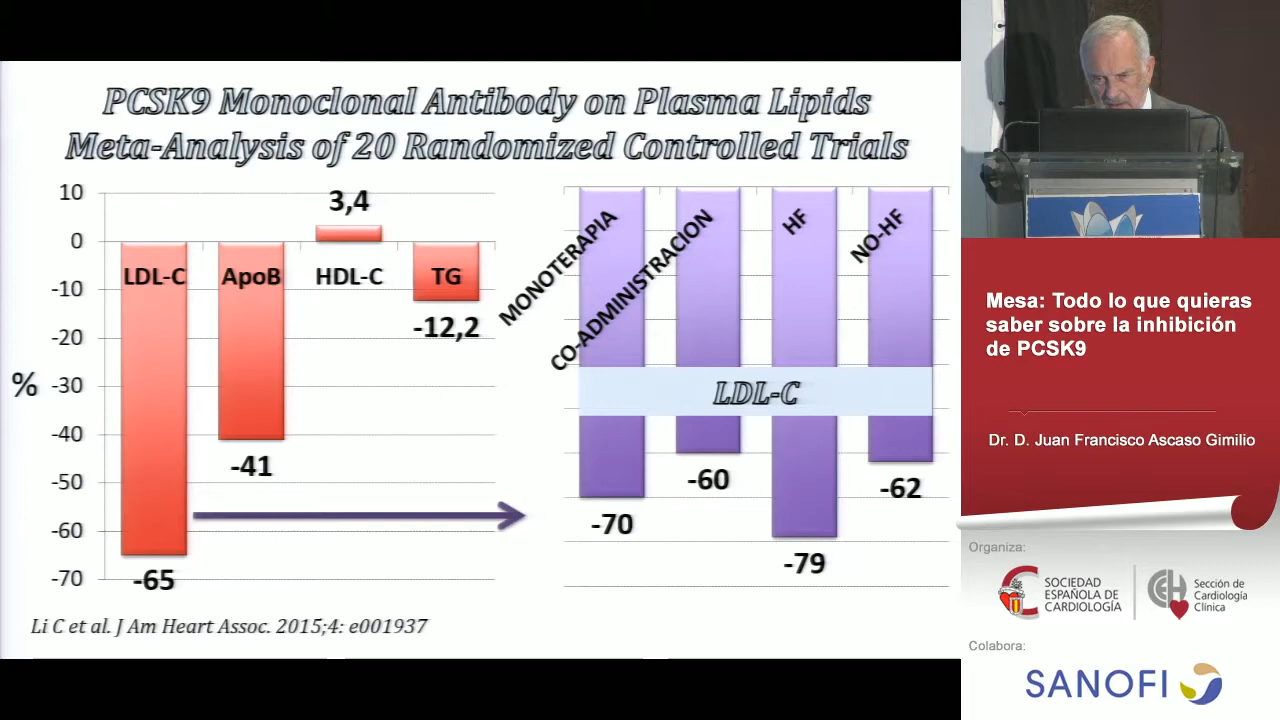 PCSK9 Monoclonal Antibody on Plasma Lipids
Meta-Analysis of 20 Randomized Controlled Trials
10
0
-10
-20
-30
-40
-50
-60
-70
%
LDL-C
ApoB
HDL-C
TG
3,4
-12,2
-41
-65
MONOTERAPIA
CO-ADMINISTRACION
HF
NO-HF
LDL-C
-70
-60
-79
-62
Li C et al. J Am Heart Assoc. 2015;4: e001937
Mesa: Todo lo que quieras
saber sobre la inhibición
de PCSK9
Dr. D. Juan Francisco Ascaso Gimilio
Organiza:
SOCIEDAD
ESPAÑOLA DE
CARDIOLOGÍA
Sección de
Cardiología
Clínica
Colabora:
SANOFI